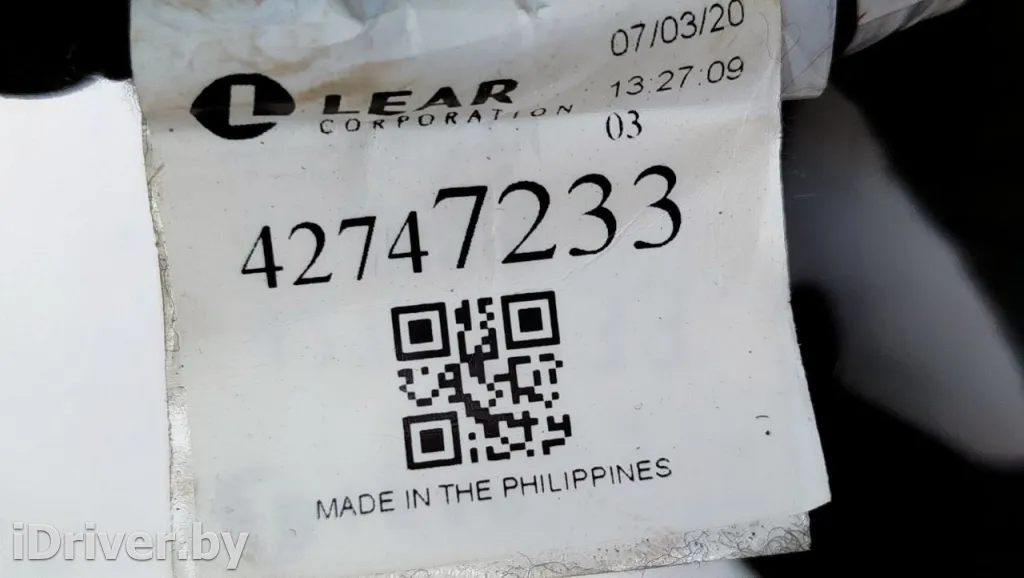 07/03/20
LEAR
13:27:09
CORPORATION
03
42747233
MADE IN THE PHILIPPINES
iDriver.by